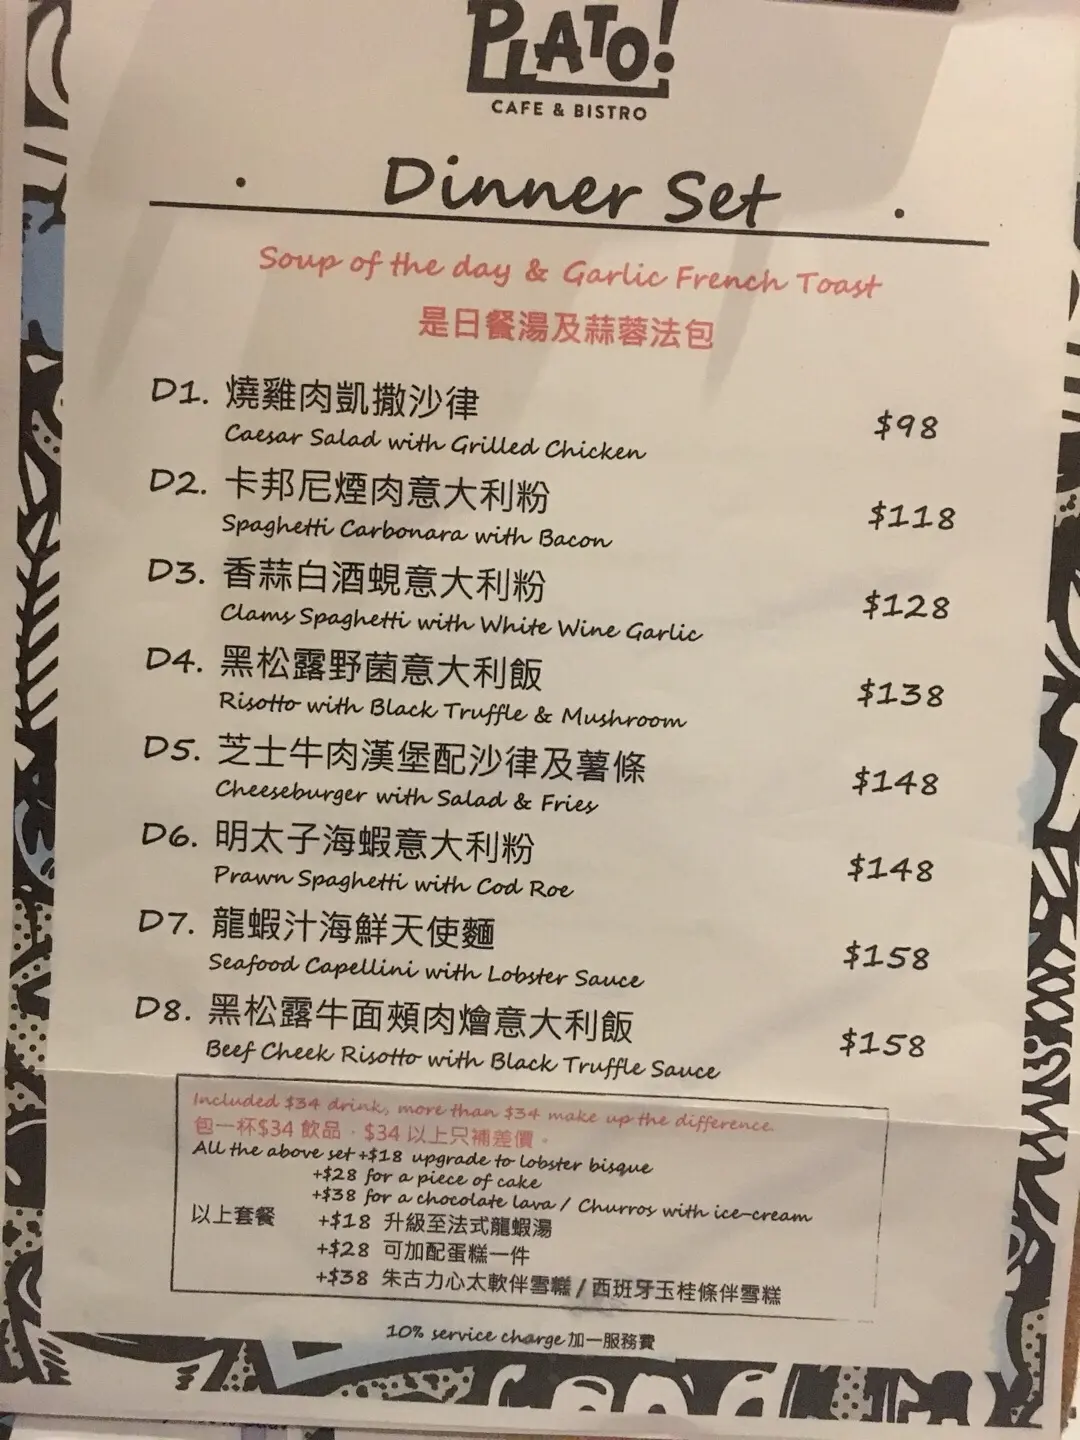 PLATO!
CAFE & BISTRO
Dinner Set
Soup of the day & Garlic French Toast
是日餐湯及蒜蓉法包
D1. 燒雞肉凱撒沙律
Caesar Salad with Grilled Chicken
$98
D2. 卡邦尼煙肉意大利粉
Spaghetti Carbonara with Bacon
$118
D3. 香蒜白酒蜆意大利粉
Clams Spaghetti with White Wine Garlic
$128
D4. 黑松露野菌意大利飯
Risotto with Black Truffle & Mushroom
$138
D5. 芝士牛肉漢堡配沙律及薯條
Cheeseburger with Salad & Fries
$148
D6. 明太子海蝦意大利粉
Prawn Spaghetti with Cod Roe
$148
D7. 龍蝦汁海鮮天使麵
Seafood Capellini with Lobster Sauce
$158
D8. 黑松露牛面頰肉燴意大利飯
Beef Cheek Risotto with Black Truffle Sauce
$158
Included $34 drink, more than $34 make up the difference.
包一杯$34 飲品，$34 以上只補差價。
All the above set +$18 upgrade to lobster bisque
+$28 for a piece of cake
+$38 for a chocolate lava / Churros with ice-cream
以上套餐 +$18 升級至法式龍蝦湯
+$28 可加配蛋糕一件
+$38 朱古力心太軟伴雪糕 / 西班牙玉桂條伴雪糕
10% service charge 加一服務費